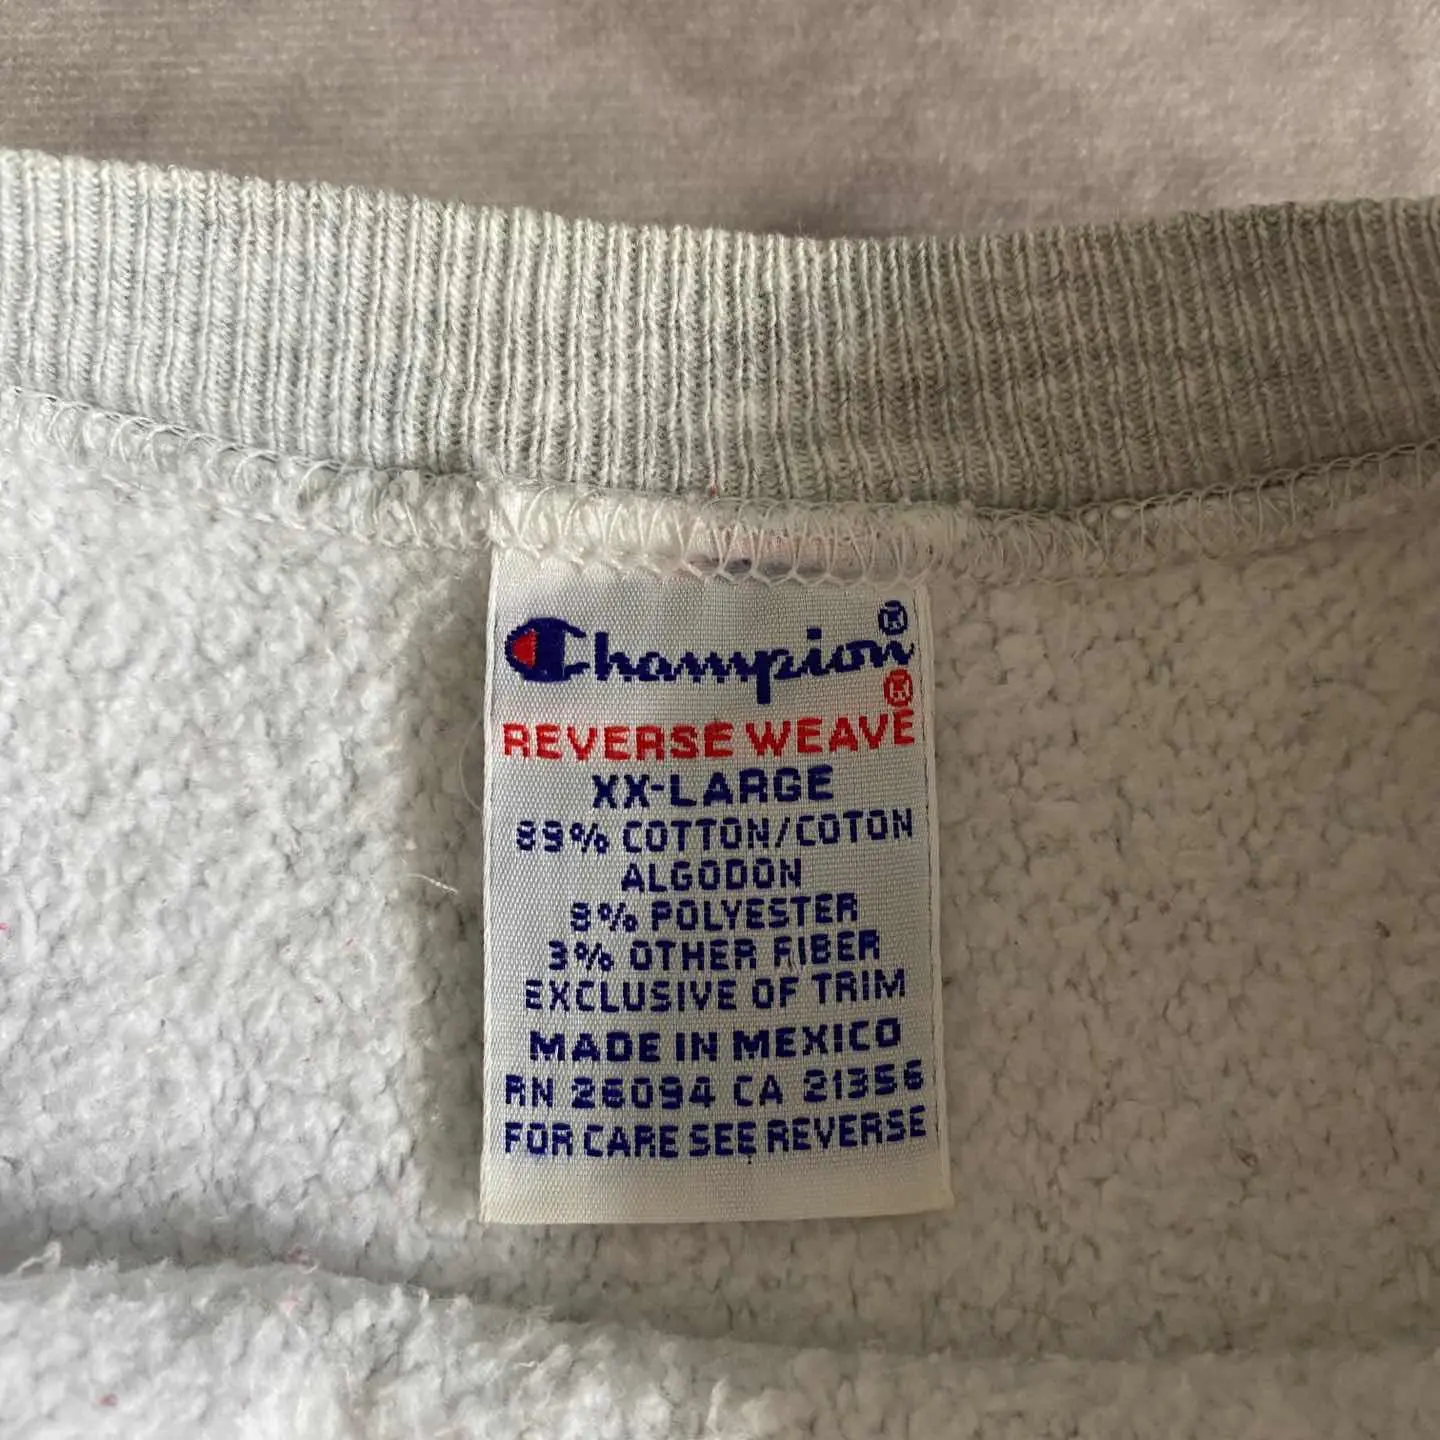 Champion®
®
REVERSE WEAVE
XX-LARGE
89% COTTON/COTON
ALGODON
8% POLYESTER
3% OTHER FIBER
EXCLUSIVE OF TRIM
MADE IN MEXICO
RN 26094 CA 21356
FOR CARE SEE REVERSE